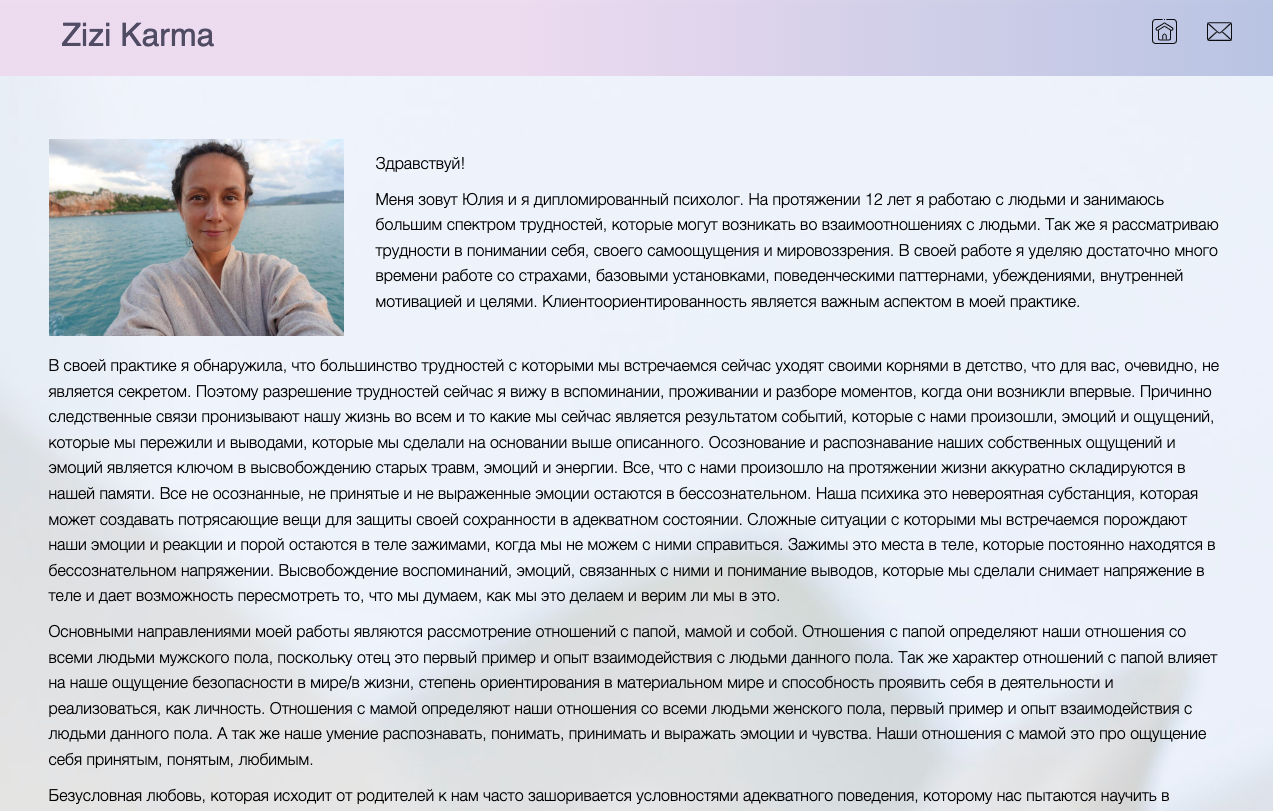 Zizi Karma
Здравствуй!
Меня зовут Юлия и я дипломированный психолог. На протяжении 12 лет я работаю с людьми и занимаюсь
большим спектром трудностей, которые могут возникать во взаимоотношениях с людьми. Так же я рассматриваю
трудности в понимании себя, своего самоощущения и мировоззрения. В своей работе я уделяю достаточно много
времени работе со страхами, базовыми установками, поведенческими паттернами, убеждениями, внутренней
мотивацией и целями. Клиентоориентированность является важным аспектом в моей практике.
В своей практике я обнаружила, что большинство трудностей с которыми мы встречаемся сейчас уходят своими корнями в детство, что для вас, очевидно, не
является секретом. Поэтому разрешение трудностей сейчас я вижу в вспоминании, проживании и разборе моментов, когда они возникли впервые. Причинно
следственные связи пронизывают нашу жизнь во всем и то какие мы сейчас является результатом событий, которые с нами произошли, эмоций и ощущений,
которые мы пережили и выводами, которые мы сделали на основании выше описанного. Осознование и распознавание наших собственных ощущений и
эмоций является ключом в высвобождению старых травм, эмоций и энергии. Все, что с нами произошло на протяжении жизни аккуратно складируются в
нашей памяти. Все не осознанные, не принятые и не выраженные эмоции остаются в бессознательном. Наша психика это невероятная субстанция, которая
может создавать потрясающие вещи для защиты своей сохранности в адекватном состоянии. Сложные ситуации с которыми мы встречаемся порождают
наши эмоции и реакции и порой остаются в теле зажимами, когда мы не можем с ними справиться. Зажимы это места в теле, которые постоянно находятся в
бессознательном напряжении. Высвобождение воспоминаний, эмоций, связанных с ними и понимание выводов, которые мы сделали снимает напряжение в
теле и дает возможность пересмотреть то, что мы думаем, как мы это делаем и верим ли мы в это.
Основными направлениями моей работы являются рассмотрение отношений с папой, мамой и собой. Отношения с папой определяют наши отношения со
всеми людьми мужского пола, поскольку отец это первый пример и опыт взаимодействия с людьми данного пола. Так же характер отношений с папой влияет
на наше ощущение безопасности в мире/в жизни, степень ориентирования в материальном мире и способность проявить себя в деятельности и
реализоваться, как личность. Отношения с мамой определяют наши отношения со всеми людьми женского пола, первый пример и опыт взаимодействия с
людьми данного пола. А так же наше умение распознавать, понимать, принимать и выражать эмоции и чувства. Наши отношения с мамой это про ощущение
себя принятым, понятым, любимым.
Безусловная любовь, которая исходит от родителей к нам часто зашоривается условностями адекватного поведения, которому нас пытаются научить в